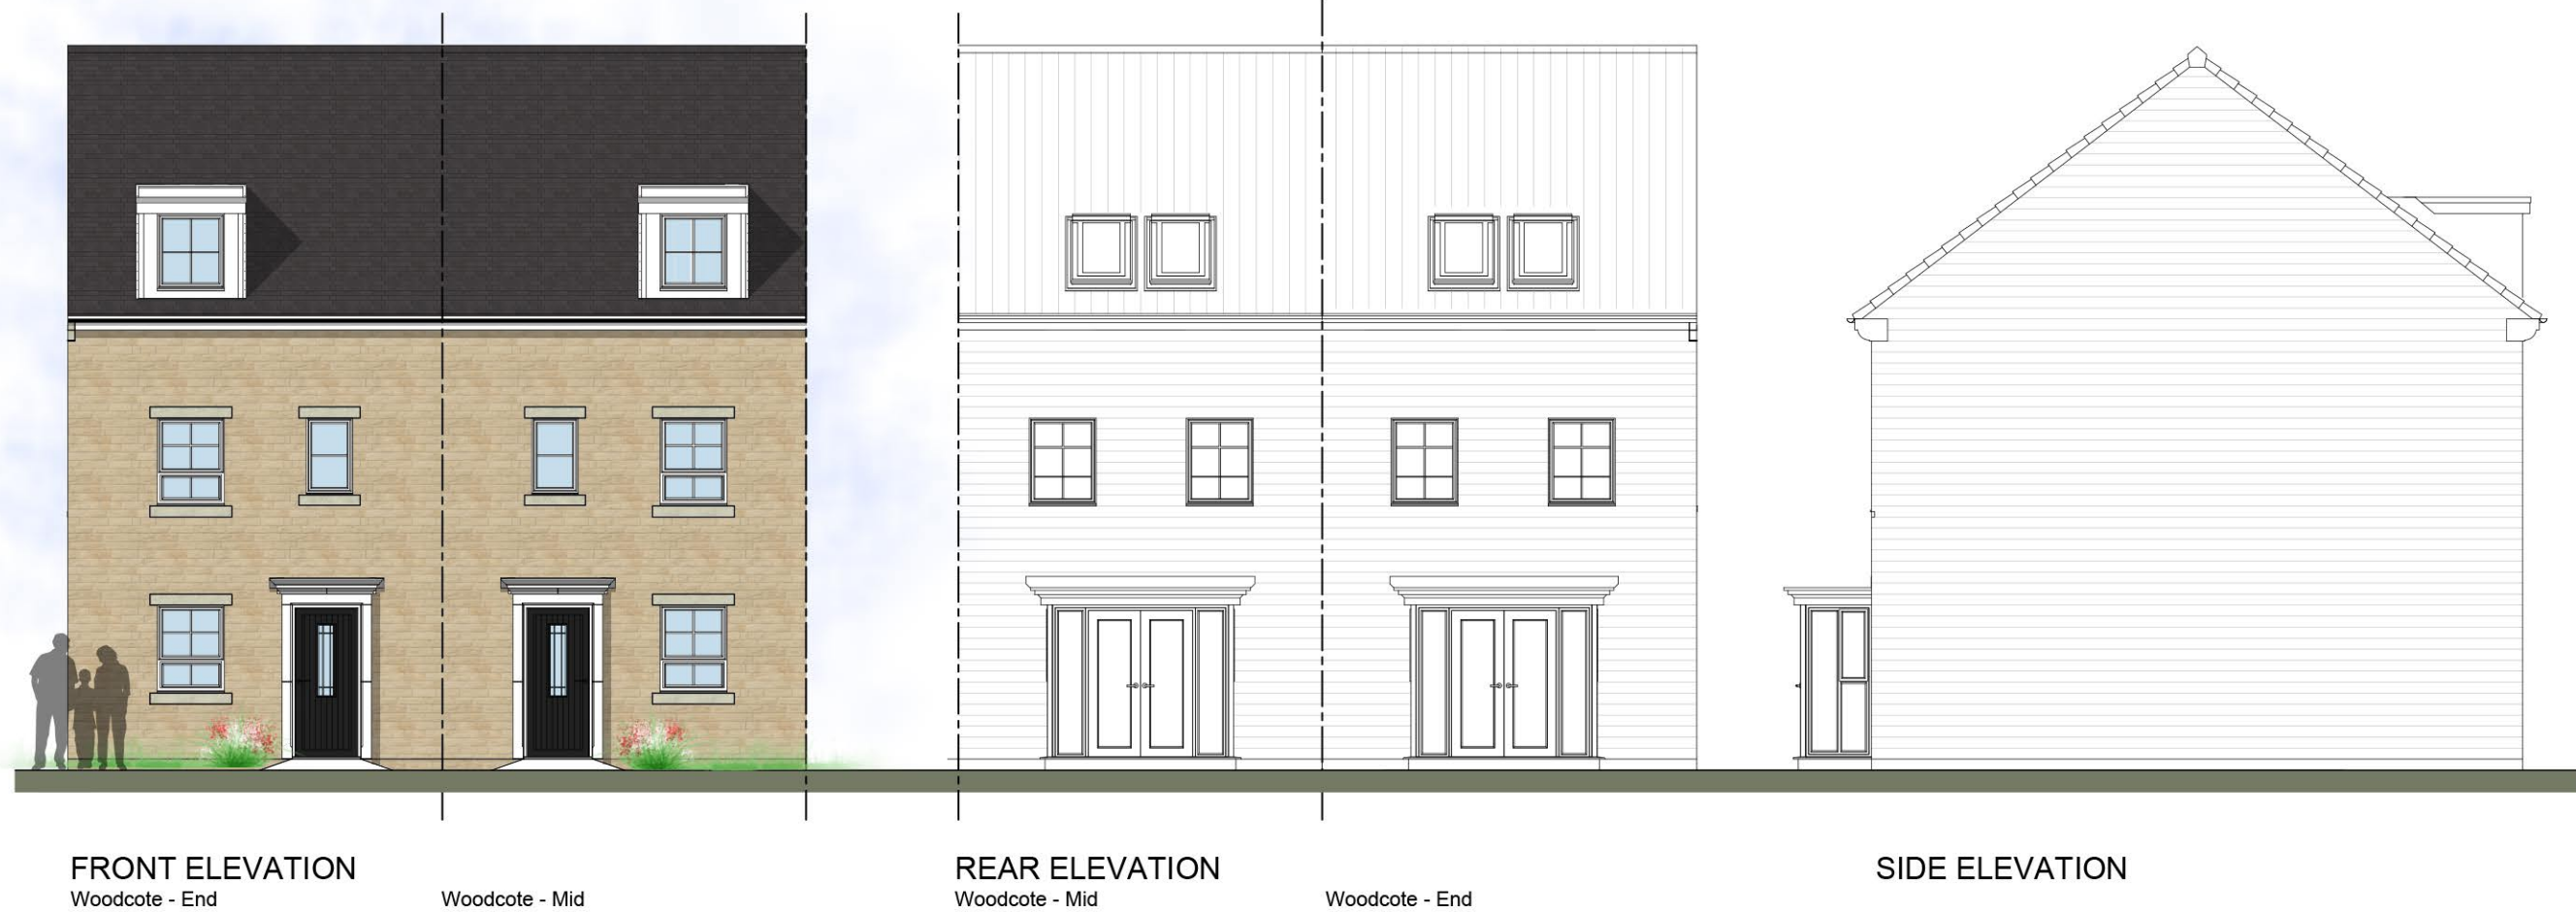 FRONT ELEVATION
Woodcote - End
Woodcote - Mid
REAR ELEVATION
Woodcote - Mid
Woodcote - End
SIDE ELEVATION